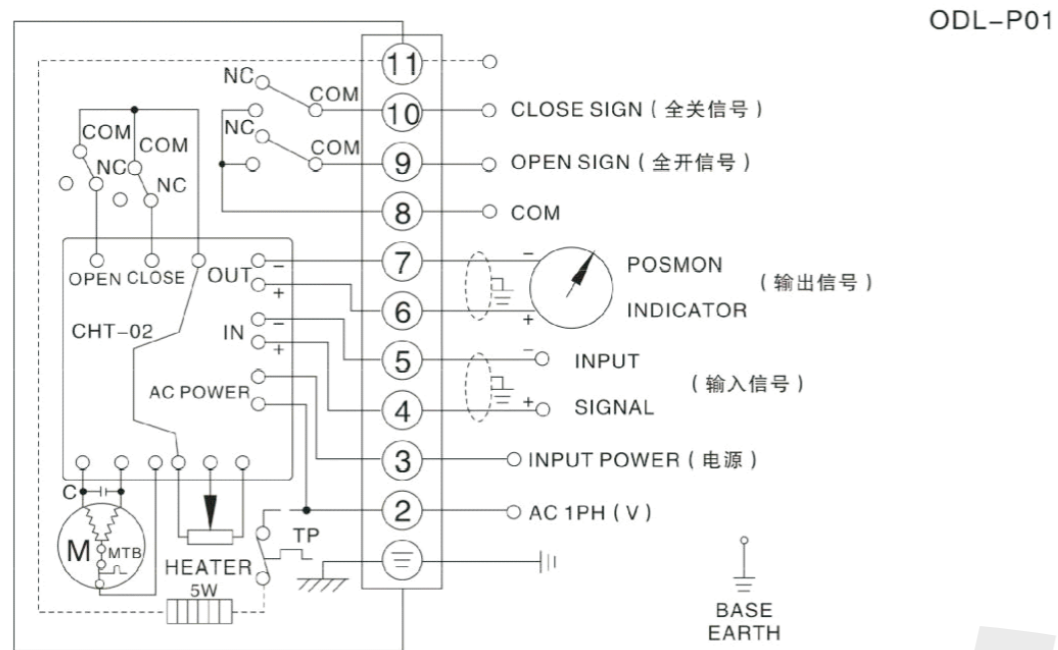 ODL-P01
11
NC
COM
10
CLOSE SIGN ( 全关信号 )
NC
COM
9
OPEN SIGN ( 全开信号 )
COM
NC
COM
NC
8
COM
OPEN
CLOSE
OUT
−
+
7
−
POSMON
( 输出信号 )
6
+
INDICATOR
CHT-02
IN
−
+
5
−
INPUT
( 输入信号 )
4
+
SIGNAL
AC POWER
3
INPUT POWER ( 电源 )
2
AC 1PH ( V )
C
M
MTB
HEATER
5W
TP
BASE
EARTH